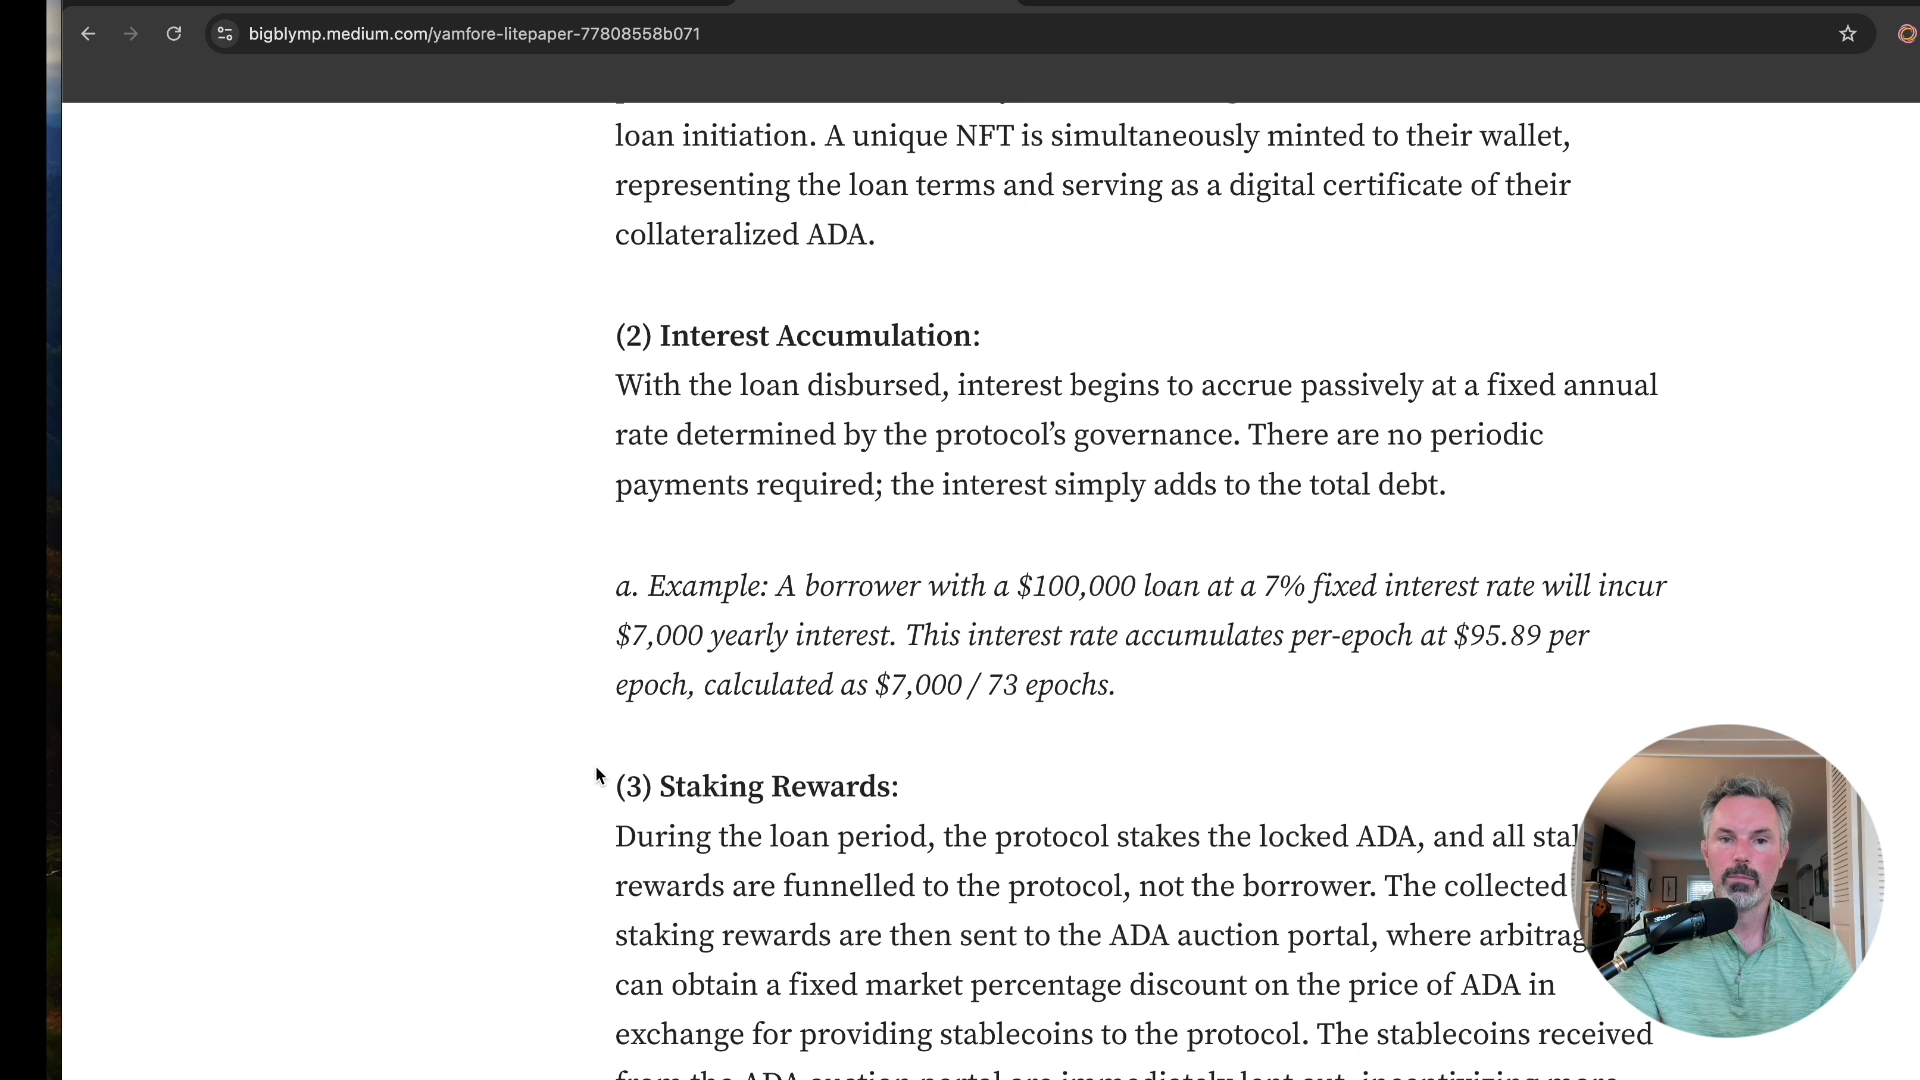 bigblymp.medium.com/yamfore-litepaper-77808558b071
loan initiation. A unique NFT is simultaneously minted to their wallet,
representing the loan terms and serving as a digital certificate of their
collateralized ADA.
(2) Interest Accumulation:
With the loan disbursed, interest begins to accrue passively at a fixed annual
rate determined by the protocol’s governance. There are no periodic
payments required; the interest simply adds to the total debt.
a. Example: A borrower with a $100,000 loan at a 7% fixed interest rate will incur
$7,000 yearly interest. This interest rate accumulates per-epoch at $95.89 per
epoch, calculated as $7,000 / 73 epochs.
(3) Staking Rewards:
During the loan period, the protocol stakes the locked ADA, and all
rewards are funnelled to the protocol, not the borrower. The collected
staking rewards are then sent to the ADA auction portal, where
can obtain a fixed market percentage discount on the price of ADA in
exchange for providing stablecoins to the protocol. The stablecoins received